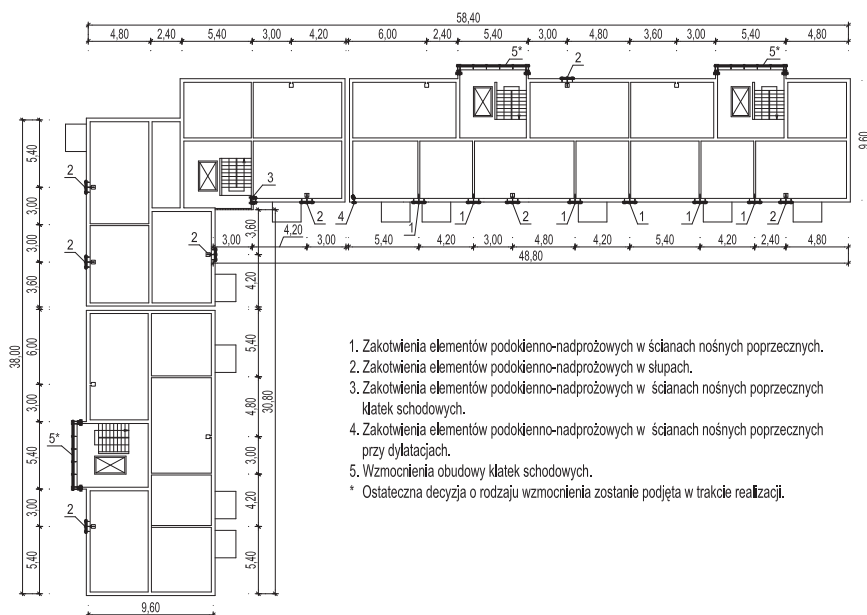 58,40
4,80 2,40 5,40 3,00 4,20 6,00 2,40 5,40 3,00 4,80 3,60 3,00 5,40 4,80
5* 2 5*
9,60
5,40
2
3
3,00
2 4 1 1 2 1 1 1 1 2
3,00
2 2
3,60
3,00 4,20 3,00 5,40 4,20 3,00 4,80 4,20 5,40 4,20 2,40 4,80
48,80
3,60
4,20
38,00
6,00
5,40
3,00
4,80
30,80
5*
5,40
3,00
3,00
2
4,20
5,40
5,40
9,60
1. Zakotwienia elementów podokienno-nadprożowych w ścianach nośnych poprzecznych.
2. Zakotwienia elementów podokienno-nadprożowych w słupach.
3. Zakotwienia elementów podokienno-nadprożowych w ścianach nośnych poprzecznych
klatek schodowych.
4. Zakotwienia elementów podokienno-nadprożowych w ścianach nośnych poprzecznych
przy dylatacjach.
5. Wzmocnienia obudowy klatek schodowych.
* Ostateczna decyzja o rodzaju wzmocnienia zostanie podjęta w trakcie realizacji.